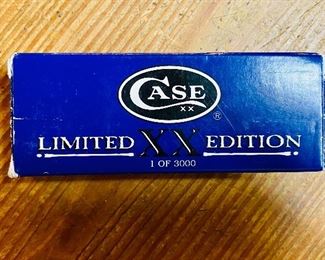 CASE
XX
®
LIMITED XX EDITION
1 OF 3000